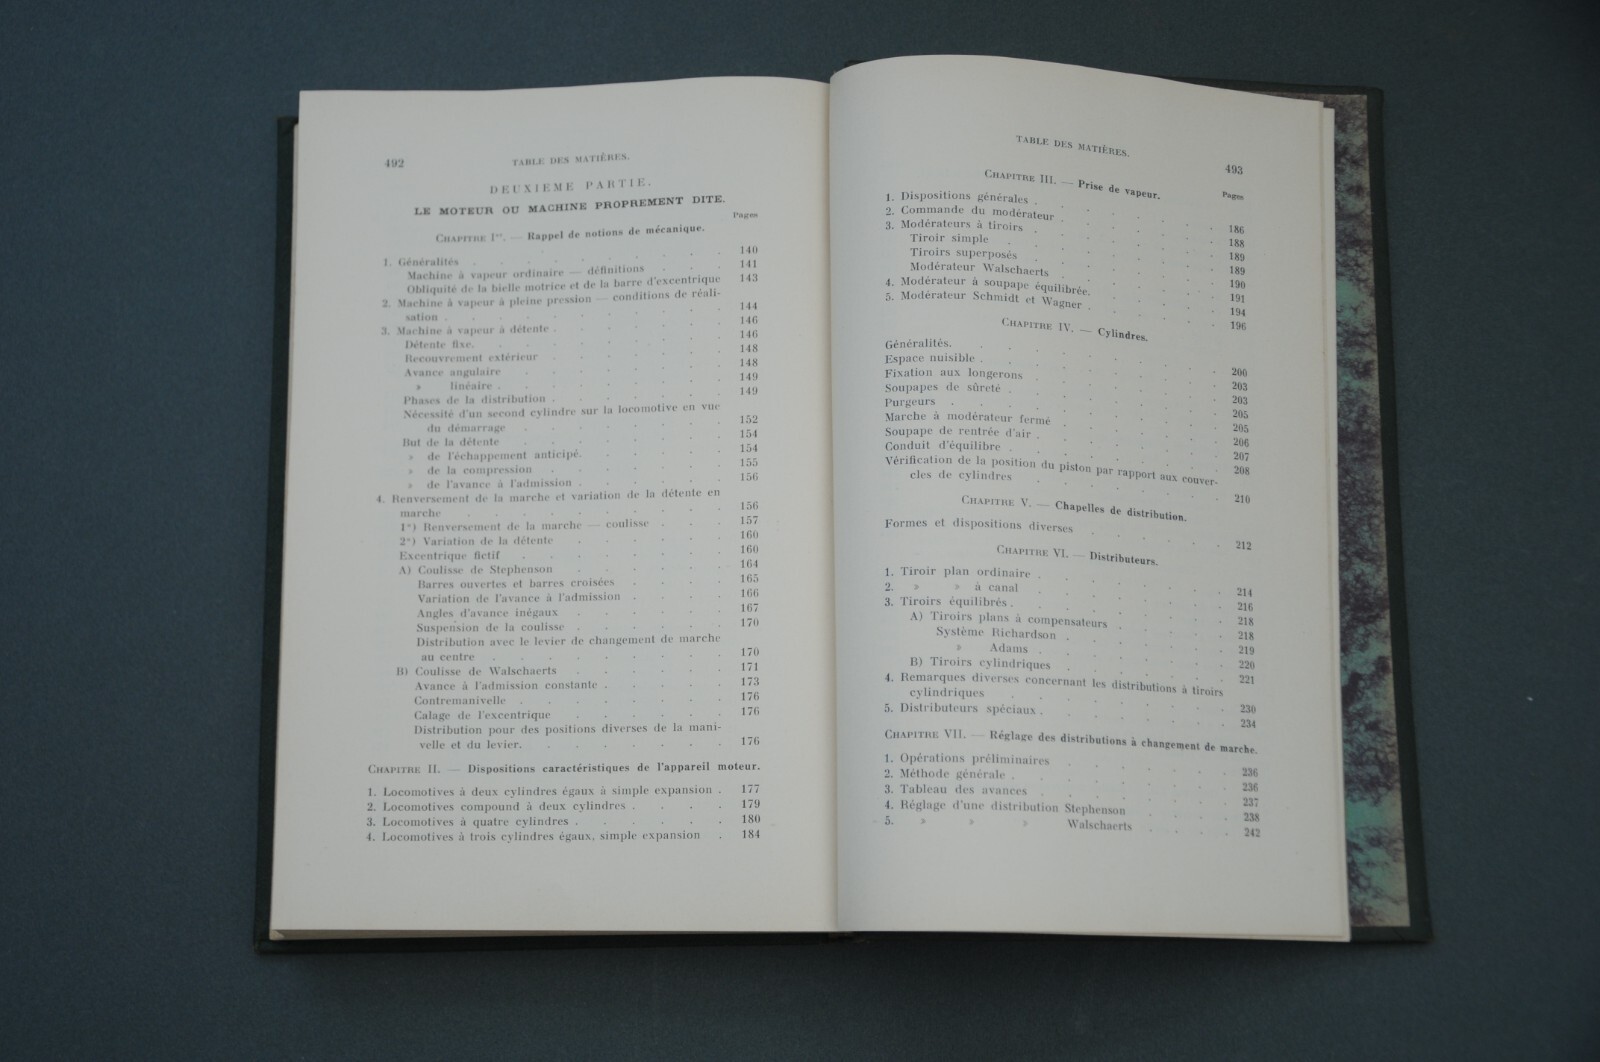 492
TABLE DES MATIÈRES.
DEUXIEME PARTIE.
LE MOTEUR OU MACHINE PROPREMENT DITE.
Pages
CHAPITRE Ier. — Rappel de notions de mécanique.
1. Généralités . . . . . . . . . . 140
Machine à vapeur ordinaire — définitions . . . 141
Obliquité de la bielle motrice et de la barre d'excentrique 143
2. Machine à vapeur à pleine pression — conditions de réali-
sation . . . . . . . . . . 144
3. Machine à vapeur à détente . . . . . . . 146
Détente fixe. . . . . . . . . 146
Recouvrement extérieur . . . . . . . 148
Avance angulaire . . . . . . . 148
» linéaire . . . . . . . . 149
Phases de la distribution . . . . . . . 149
Nécessité d'un second cylindre sur la locomotive en vue
du démarrage . . . . . . . 152
But de la détente . . . . . . . 154
» de l'échappement anticipé. . . . . . 154
» de la compression . . . . . . . 155
» de l'avance à l'admission . . . . . . 156
4. Renversement de la marche et variation de la détente en
marche . . . . . . . . . . 156
1°) Renversement de la marche — coulisse . . . 157
2°) Variation de la détente . . . . . . 160
Excentrique fictif . . . . . . . 160
A) Coulisse de Stephenson . . . . . . 164
Barres ouvertes et barres croisées . . . . 165
Variation de l'avance à l'admission . . . . 166
Angles d'avance inégaux . . . . . . 167
Suspension de la coulisse . . . . . . 170
Distribution avec le levier de changement de marche
au centre . . . . . . . . . 170
B) Coulisse de Walschaerts . . . . . . 171
Avance à l'admission constante . . . . . 173
Contremanivelle . . . . . . . . 176
Calage de l'excentrique . . . . . . 176
Distribution pour des positions diverses de la mani-
velle et du levier. . . . . . . . 176
CHAPITRE II. — Dispositions caractéristiques de l'appareil moteur.
1. Locomotives à deux cylindres égaux à simple expansion . 177
2. Locomotives compound à deux cylindres . . . . 179
3. Locomotives à quatre cylindres . . . . . . 180
4. Locomotives à trois cylindres égaux, simple expansion . 184
TABLE DES MATIÈRES.
493
CHAPITRE III. — Prise de vapeur.
Pages
1. Dispositions générales . . . . . . . . 186
2. Commande du modérateur . . . . . . . 188
3. Modérateurs à tiroirs . . . . . . . . 189
Tiroir simple . . . . . . . . 189
Tiroirs superposés . . . . . . . 190
Modérateur Walschaerts . . . . . . 191
4. Modérateur à soupape équilibrée. . . . . . 194
5. Modérateur Schmidt et Wagner . . . . . . 196
CHAPITRE IV. — Cylindres.
Généralités. . . . . . . . . . 200
Espace nuisible . . . . . . . . . 203
Fixation aux longerons . . . . . . . 203
Soupapes de sûreté . . . . . . . . 205
Purgeurs . . . . . . . . . . 205
Marche à modérateur fermé . . . . . . . 206
Soupape de rentrée d'air . . . . . . . 207
Conduit d'équilibre . . . . . . . . 208
Vérification de la position du piston par rapport aux couver-
cles de cylindres . . . . . . . . 210
CHAPITRE V. — Chapelles de distribution.
Formes et dispositions diverses . . . . . . 212
CHAPITRE VI. — Distributeurs.
1. Tiroir plan ordinaire . . . . . . . . 214
2. » » à canal . . . . . . . . 216
3. Tiroirs équilibrés . . . . . . . . . 218
A) Tiroirs plans à compensateurs . . . . . 218
Système Richardson . . . . . . . 219
» Adams . . . . . . . . 220
B) Tiroirs cylindriques . . . . . . . 221
4. Remarques diverses concernant les distributions à tiroirs
cylindriques . . . . . . . . . 230
5. Distributeurs spéciaux . . . . . . . . 234
CHAPITRE VII. — Réglage des distributions à changement de marche.
1. Opérations préliminaires . . . . . . . 236
2. Méthode générale . . . . . . . . . 236
3. Tableau des avances . . . . . . . . 237
4. Réglage d'une distribution Stephenson . . . . 238
5. » » » Walschaerts . . . . 242